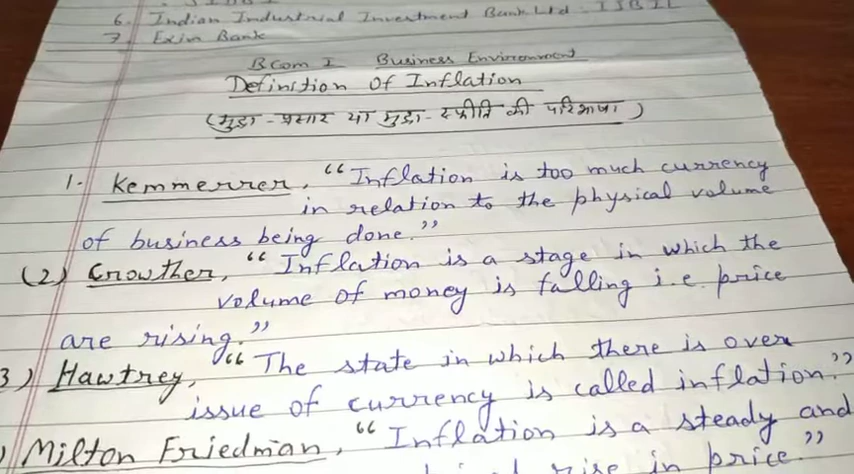 6. Indian Industrial Investment Bank Ltd - IIBIL
7. Exim Bank
B Com I Business Environment
Definition Of Inflation
(मुद्रा - प्रसार या मुद्रा - स्फीति की परिभाषा)
1. Kemmerrer, “Inflation is too much currency
in relation to the physical volume
of business being done.”
(2) Crowther, “Inflation is a stage in which the
volume of money is falling i.e. price
are rising.”
3) Hawtrey, “The state in which there is over
issue of currency is called inflation.”
) Milton Friedman, “Inflation is a steady and
rise in price.”